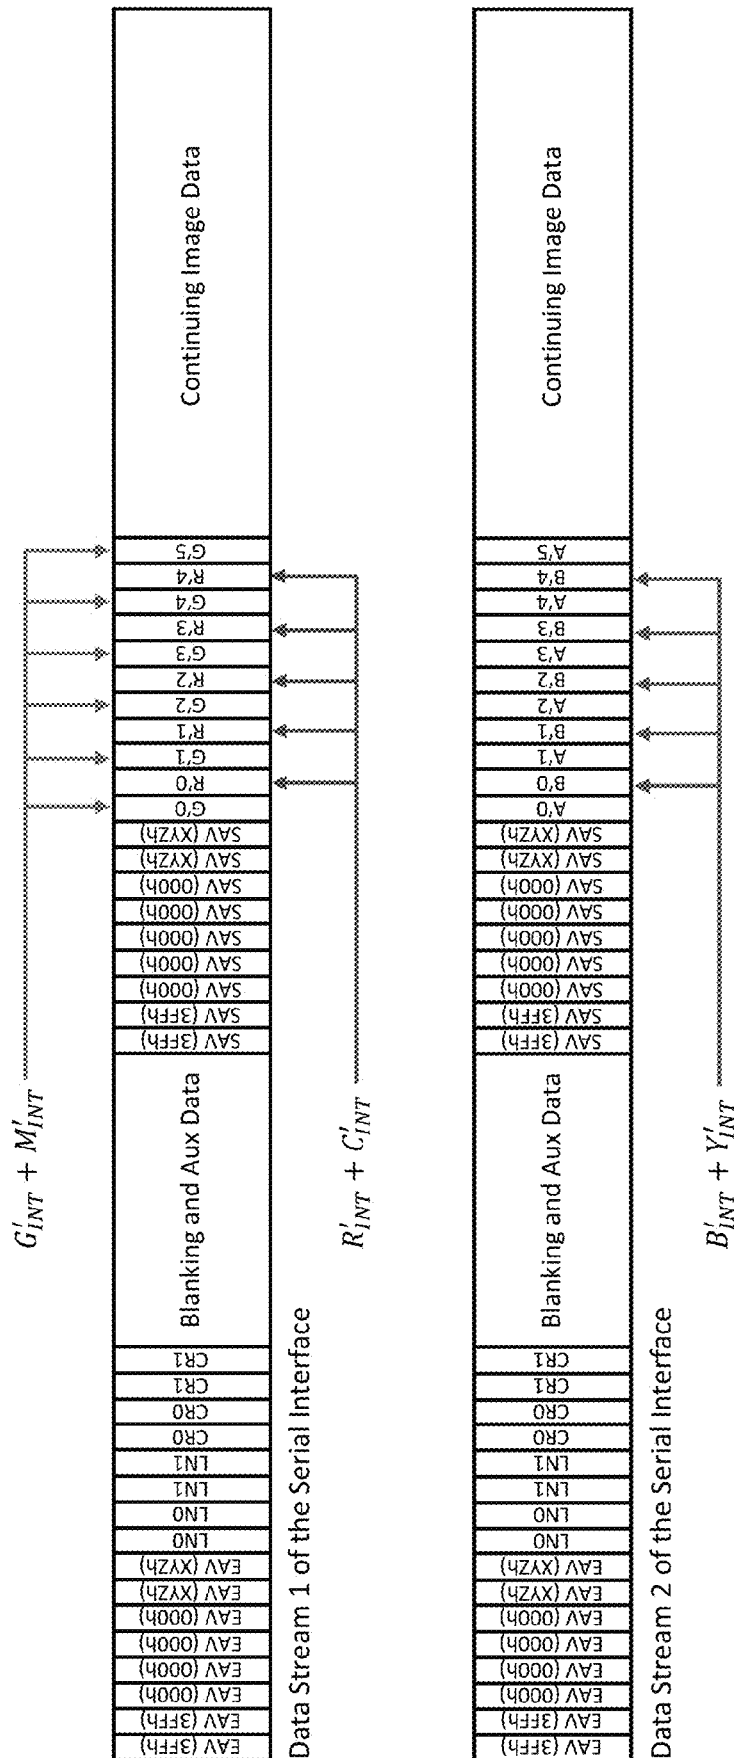 G'INT + M'INT
EAV (3FFh)
EAV (3FFh)
EAV (000h)
EAV (000h)
EAV (000h)
EAV (000h)
EAV (XYZh)
EAV (XYZh)
LN0
LN0
LN1
LN1
CR0
CR0
CR1
CR1
Blanking and Aux Data
SAV (3FFh)
SAV (3FFh)
SAV (000h)
SAV (000h)
SAV (000h)
SAV (000h)
SAV (000h)
SAV (XYZh)
SAV (XYZh)
G'0
R'0
G'1
R'1
G'2
R'2
G'3
R'3
G'4
R'4
G'5
Continuing Image Data
Data Stream 1 of the Serial Interface
R'INT + C'INT
EAV (3FFh)
EAV (3FFh)
EAV (000h)
EAV (000h)
EAV (000h)
EAV (000h)
EAV (XYZh)
EAV (XYZh)
LN0
LN0
LN1
LN1
CR0
CR0
CR1
CR1
Blanking and Aux Data
SAV (3FFh)
SAV (3FFh)
SAV (000h)
SAV (000h)
SAV (000h)
SAV (000h)
SAV (000h)
SAV (XYZh)
SAV (XYZh)
A'0
B'0
A'1
B'1
A'2
B'2
A'3
B'3
A'4
B'4
A'5
Continuing Image Data
Data Stream 2 of the Serial Interface
B'INT + Y'INT